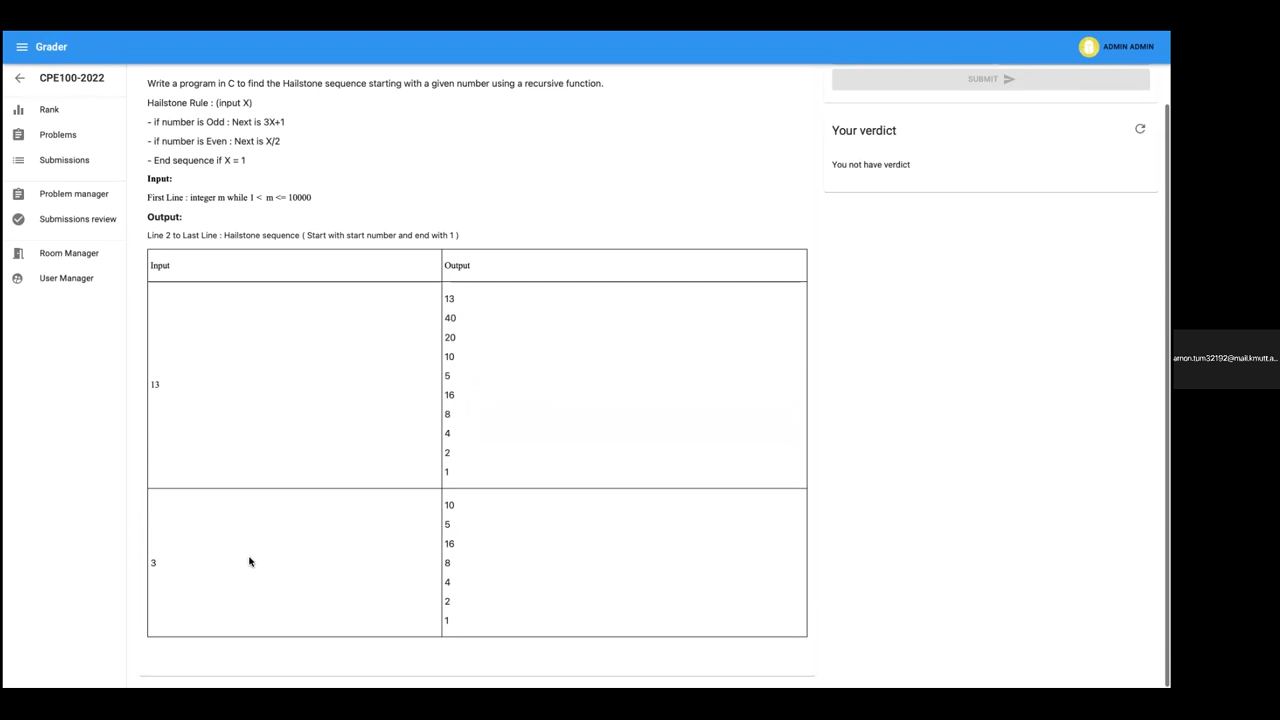 Grader
ADMIN ADMIN
CPE100-2022
Rank
Problems
Submissions
Problem manager
Submissions review
Room Manager
User Manager
Write a program in C to find the Hailstone sequence starting with a given number using a recursive function.
Hailstone Rule : (input X)
- if number is Odd : Next is 3X+1
- if number is Even : Next is X/2
- End sequence if X = 1
Input:
First Line : integer m while 1 < m <= 10000
Output:
Line 2 to Last Line : Hailstone sequence ( Start with start number and end with 1 )
Input
Output
13
13
40
20
10
5
16
8
4
2
1
3
10
5
16
8
4
2
1
SUBMIT
Your verdict
You not have verdict
arnon.tum32192@mail.kmutt.a...